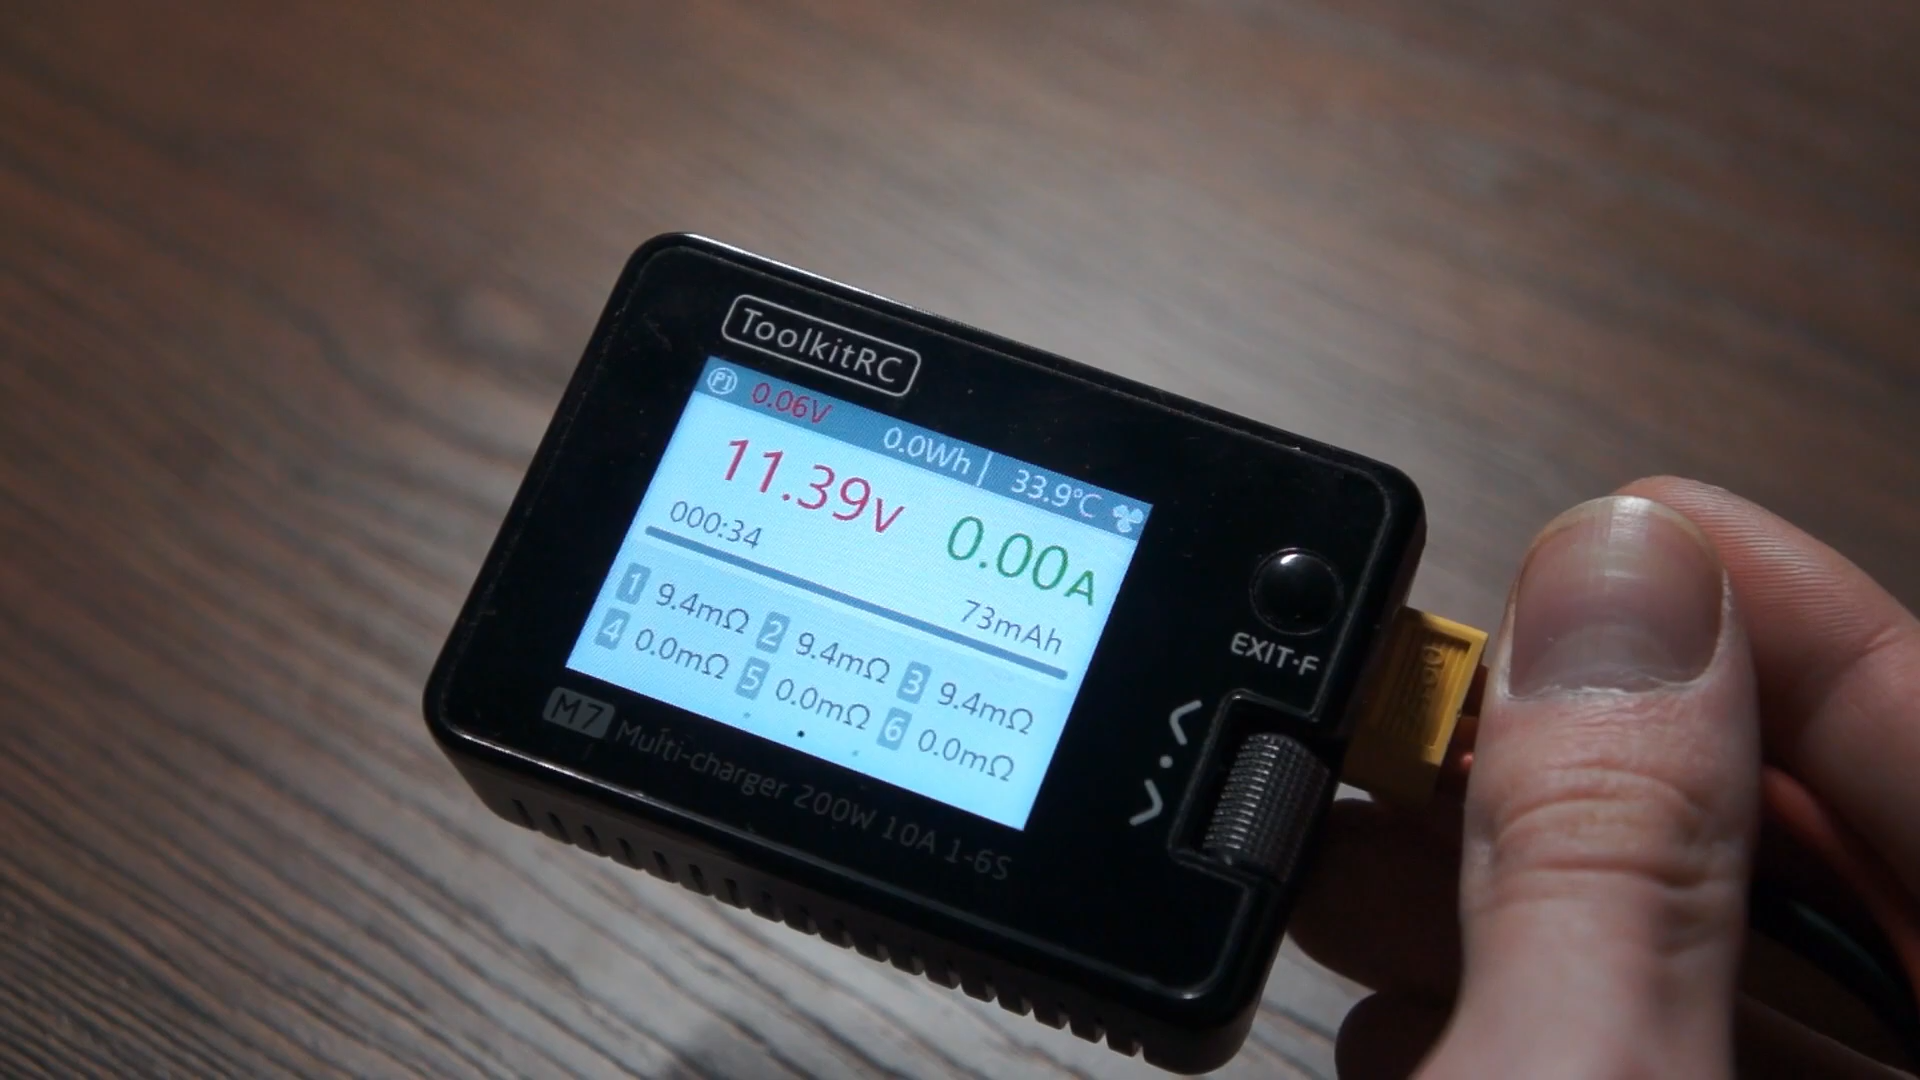 ToolkitRC
P1 0.06V 0.0Wh 33.9°C
11.39V 0.00A
000:34 73mAh
1 9.4mΩ 2 9.4mΩ 3 9.4mΩ
4 0.0mΩ 5 0.0mΩ 6 0.0mΩ
M7 Multi-charger 200W 10A 1-6S
EXIT·F